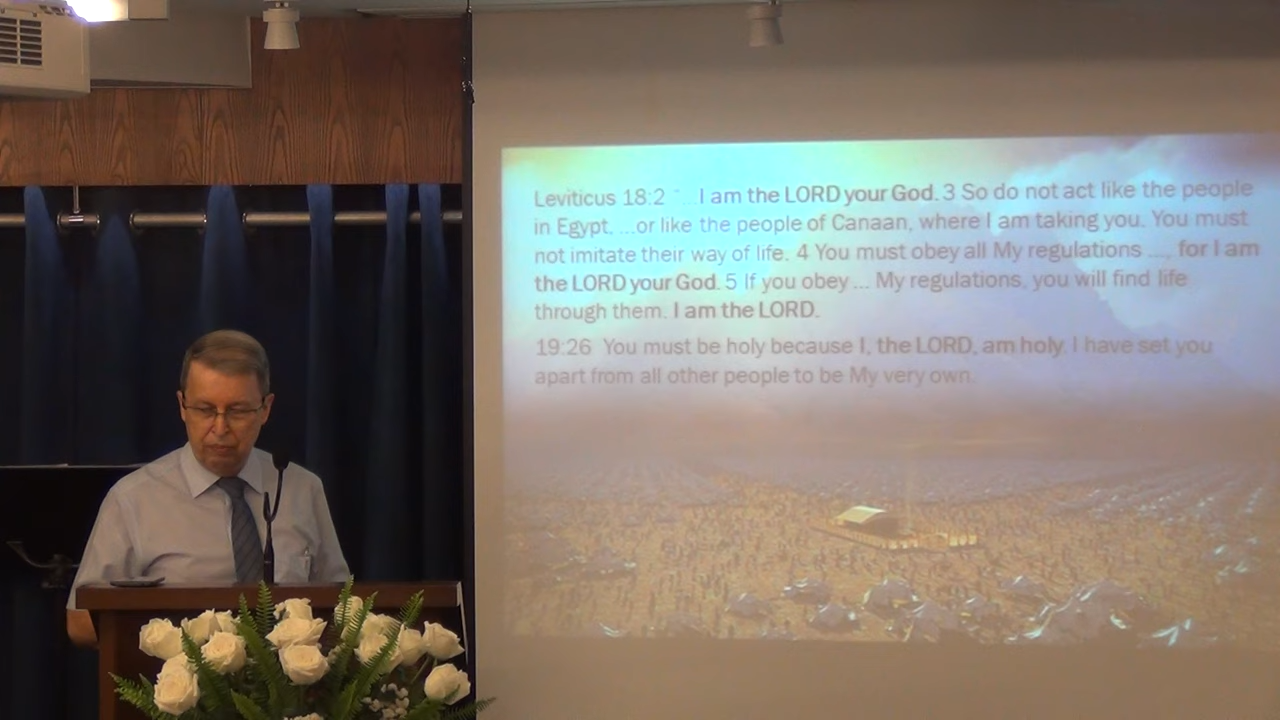 Leviticus 18:2 “…I am the LORD your God. 3 So do not act like the people
in Egypt, …or like the people of Canaan, where I am taking you. You must
not imitate their way of life. 4 You must obey all My regulations …, for I am
the LORD your God. 5 If you obey … My regulations, you will find life
through them. I am the LORD.
19:26 You must be holy because I, the LORD, am holy. I have set you
apart from all other people to be My very own.